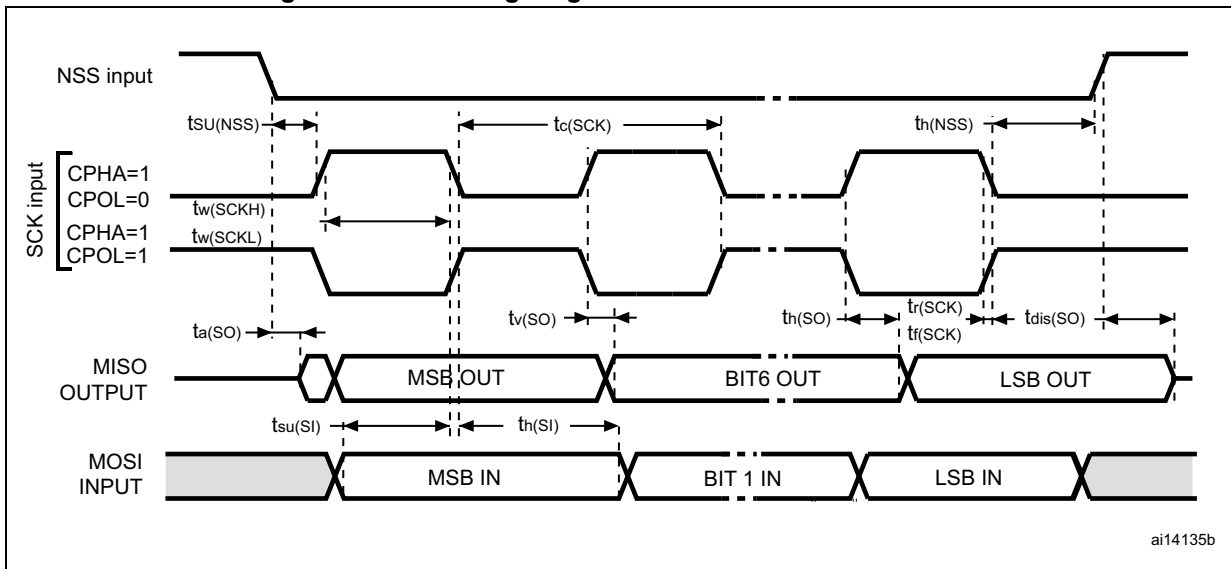 NSS input
tSU(NSS)
tc(SCK)
th(NSS)
SCK input
CPHA=1
CPOL=0
tw(SCKH)
CPHA=1
tw(SCKL)
CPOL=1
ta(SO)
tv(SO)
th(SO)
tr(SCK)
tf(SCK)
tdis(SO)
MISO
OUTPUT
MSB OUT
BIT6 OUT
LSB OUT
tsu(SI)
th(SI)
MOSI
INPUT
MSB IN
BIT 1 IN
LSB IN
ai14135b